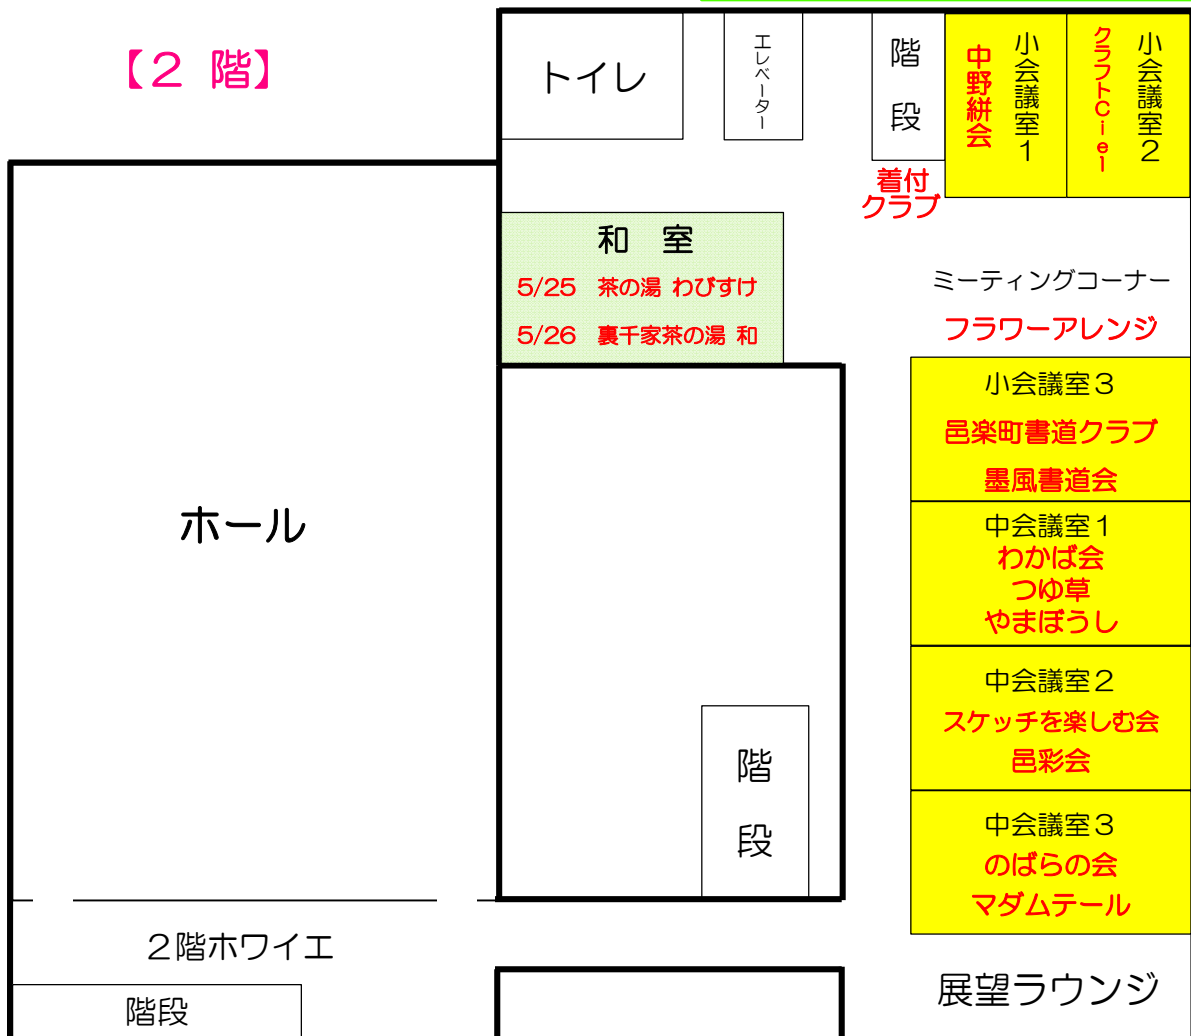 【２ 階】
トイレ
エレベーター
階段
中野絣会
小会議室１
クラフトCiel
小会議室２
着付
クラブ
和　室
5/25　茶の湯 わびすけ
5/26　裏千家茶の湯 和
ミーティングコーナー
フラワーアレンジ
小会議室３
邑楽町書道クラブ
墨風書道会
ホール
中会議室１
わかば会
つゆ草
やまぼうし
中会議室２
スケッチを楽しむ会
邑彩会
階段
中会議室３
のばらの会
マダムテール
２階ホワイエ
展望ラウンジ
階段